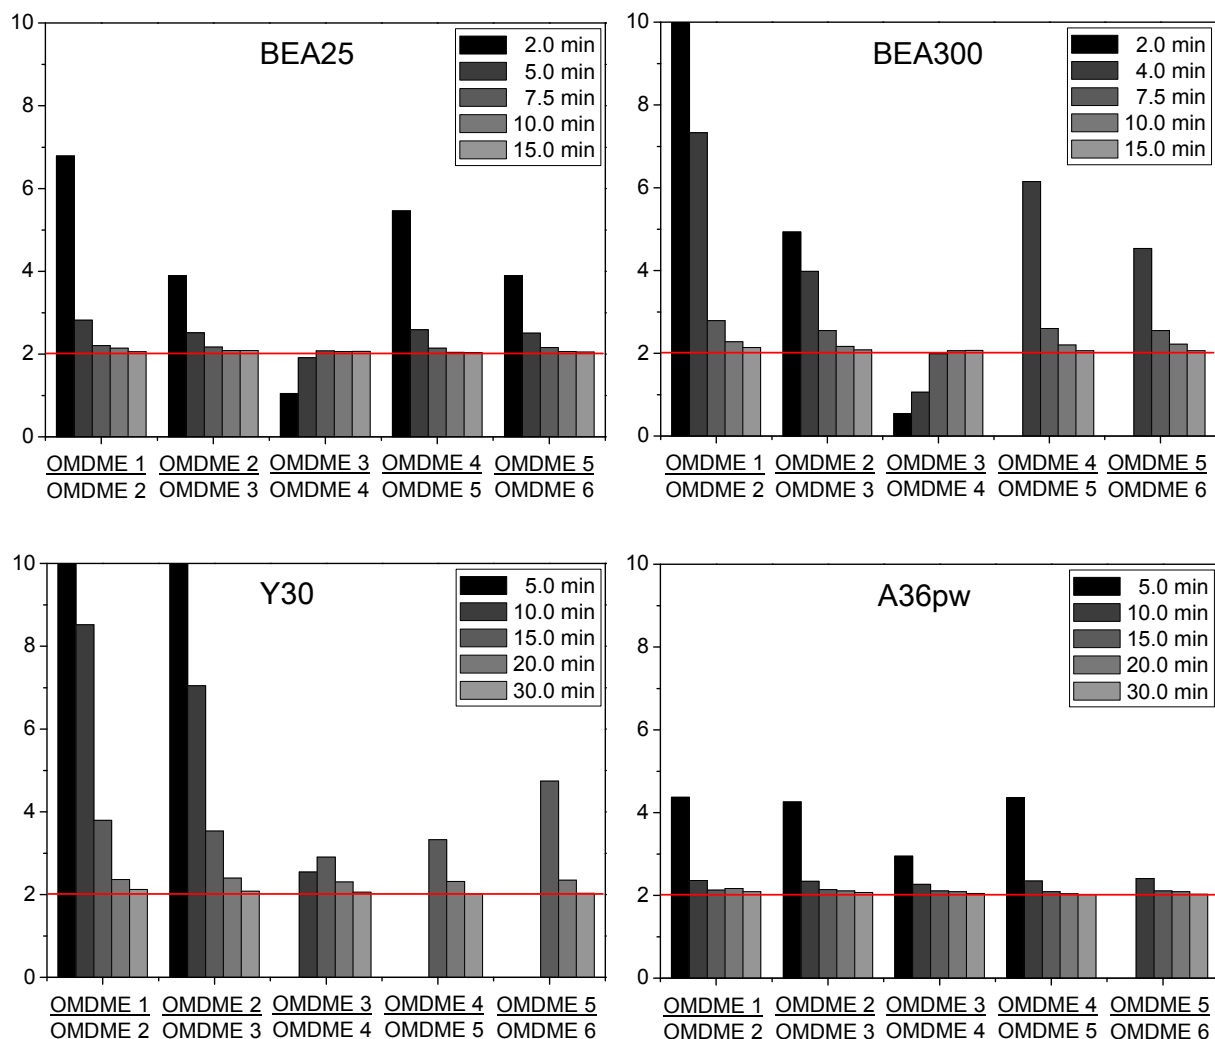 BEA25
2.0 min
5.0 min
7.5 min
10.0 min
15.0 min
10
8
6
4
2
0
OMDME 1 OMDME 2 OMDME 3 OMDME 4 OMDME 5
OMDME 2 OMDME 3 OMDME 4 OMDME 5 OMDME 6
BEA300
2.0 min
4.0 min
7.5 min
10.0 min
15.0 min
10
8
6
4
2
0
OMDME 1 OMDME 2 OMDME 3 OMDME 4 OMDME 5
OMDME 2 OMDME 3 OMDME 4 OMDME 5 OMDME 6
Y30
5.0 min
10.0 min
15.0 min
20.0 min
30.0 min
10
8
6
4
2
0
OMDME 1 OMDME 2 OMDME 3 OMDME 4 OMDME 5
OMDME 2 OMDME 3 OMDME 4 OMDME 5 OMDME 6
A36pw
5.0 min
10.0 min
15.0 min
20.0 min
30.0 min
10
8
6
4
2
0
OMDME 1 OMDME 2 OMDME 3 OMDME 4 OMDME 5
OMDME 2 OMDME 3 OMDME 4 OMDME 5 OMDME 6